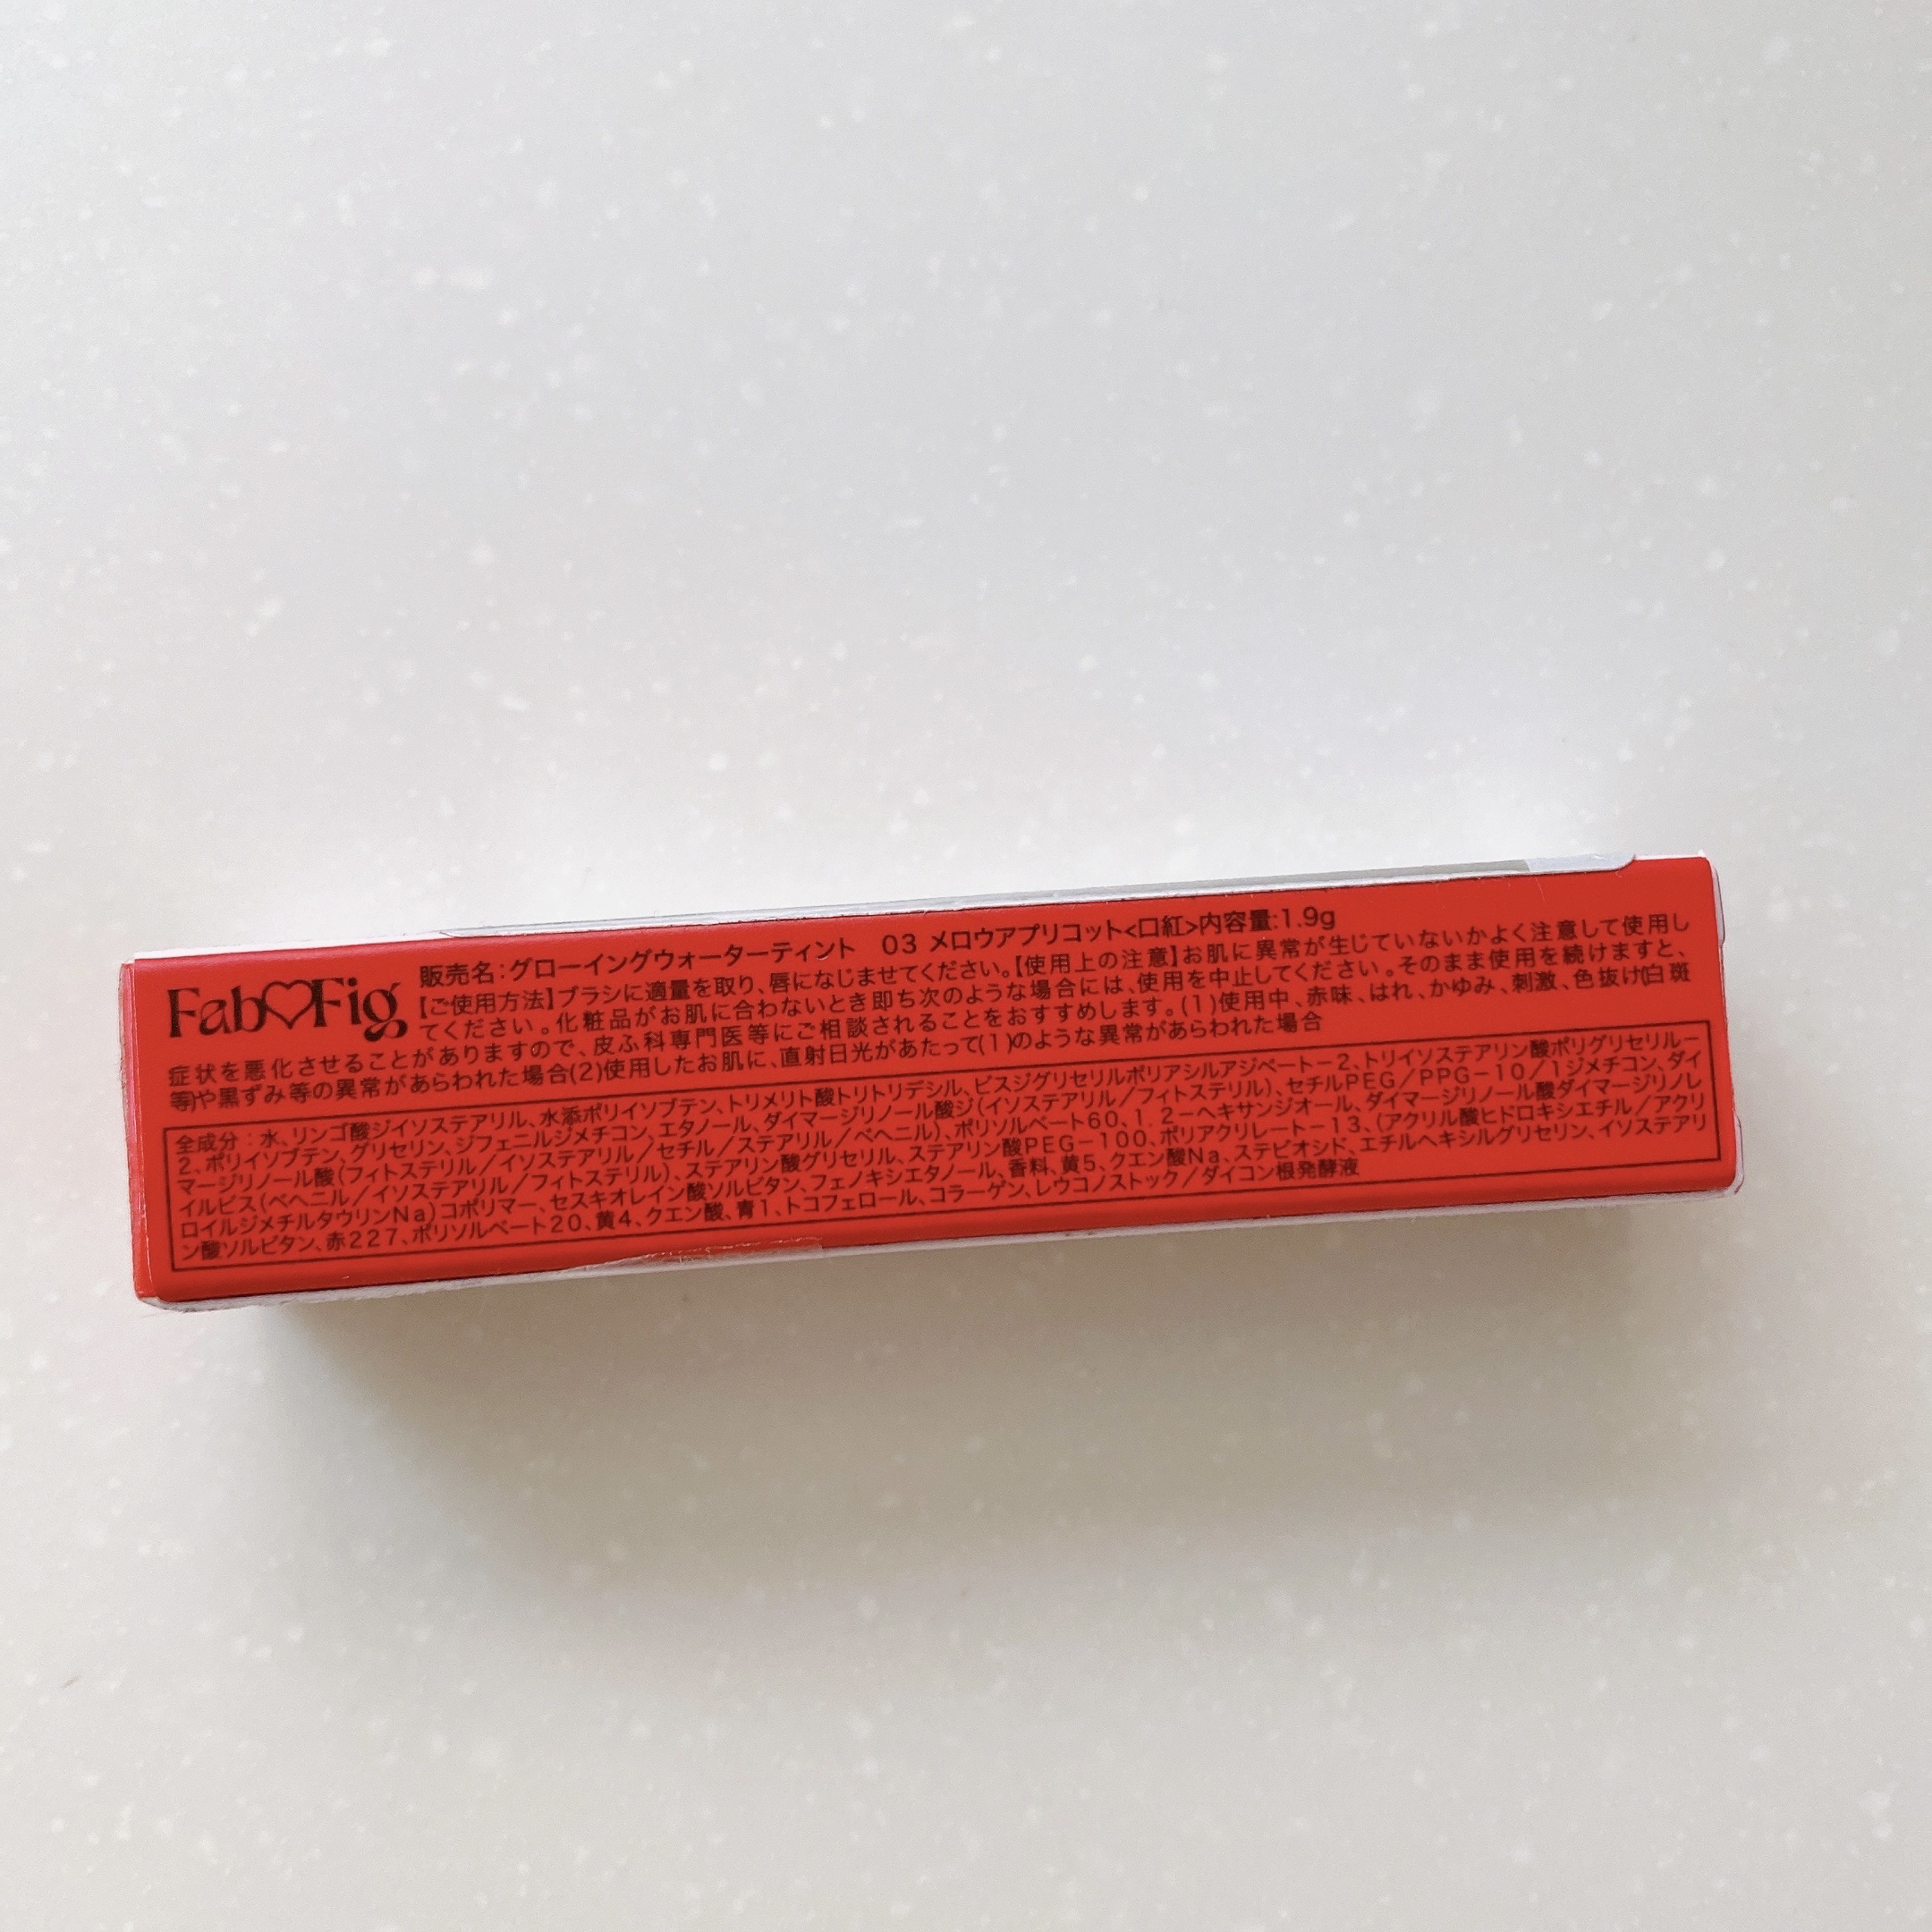 Fab♡Fig
販売名:グローイングウォーターティント 03 メロウアプリコット<口紅>内容量:1.9g
【ご使用方法】ブラシに適量を取り、唇になじませてください。【使用上の注意】お肌に異常が生じていないかよく注意して使用し
てください。化粧品がお肌に合わないとき即ち次のような場合には、使用を中止してください。そのまま使用を続けますと、
症状を悪化させることがありますので、皮ふ科専門医等にご相談されることをおすすめします。(1)使用中、赤味、はれ、かゆみ、刺激、色抜け(白斑
等)や黒ずみ等の異常があらわれた場合(2)使用したお肌に、直射日光があたって(1)のような異常があらわれた場合
全成分:水、リンゴ酸ジイソステアリル、水添ポリイソブテン、トリメリト酸トリトリデシル、ビスジグリセリルポリアシルアジペート-2、トリイソステアリン酸ポリグリセリル-
2、ポリイソブテン、グリセリン、ジフェニルジメチコン、エタノール、ダイマージリノール酸ジ(イソステアリル/フィトステリル)、セチルPEG/PPG-10/1ジメチコン、ダイ
マージリノール酸(フィトステリル/イソステアリル/セチル/ステアリル/ベヘニル)、ポリソルベート60、1,2-ヘキサンジオール、ダイマージリノール酸ダイマージリノレ
イルビス(ベヘニル/イソステアリル/フィトステリル)、ステアリン酸グリセリル、ステアリン酸PEG-100、ポリアクリレート-13、(アクリル酸ヒドロキシエチル/アクリ
ロイルジメチルタウリンNa)コポリマー、セスキオレイン酸ソルビタン、フェノキシエタノール、香料、黄5、クエン酸Na、ステビオシド、エチルヘキシルグリセリン、イソステアリ
ン酸ソルビタン、赤227、ポリソルベート20、黄4、クエン酸、青1、トコフェロール、コラーゲン、レウコノストック/ダイコン根発酵液